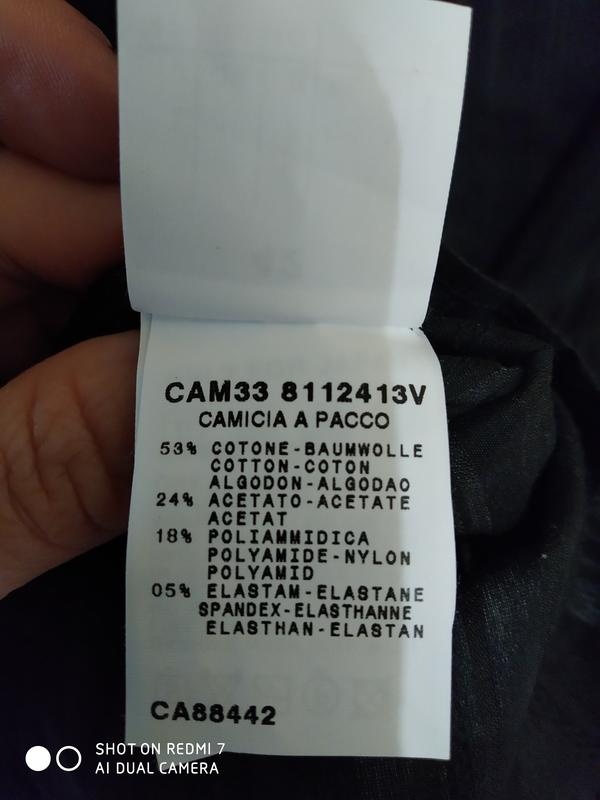 CAM33 8112413V
CAMICIA A PACCO
53% COTONE-BAUMWOLLE
COTTON-COTON
ALGODON-ALGODAO
24% ACETATO-ACETATE
ACETAT
18% POLIAMMIDICA
POLYAMIDE-NYLON
POLYAMID
05% ELASTAM-ELASTANE
SPANDEX-ELASTHANNE
ELASTHAN-ELASTAN
CA88442
SHOT ON REDMI 7
AI DUAL CAMERA